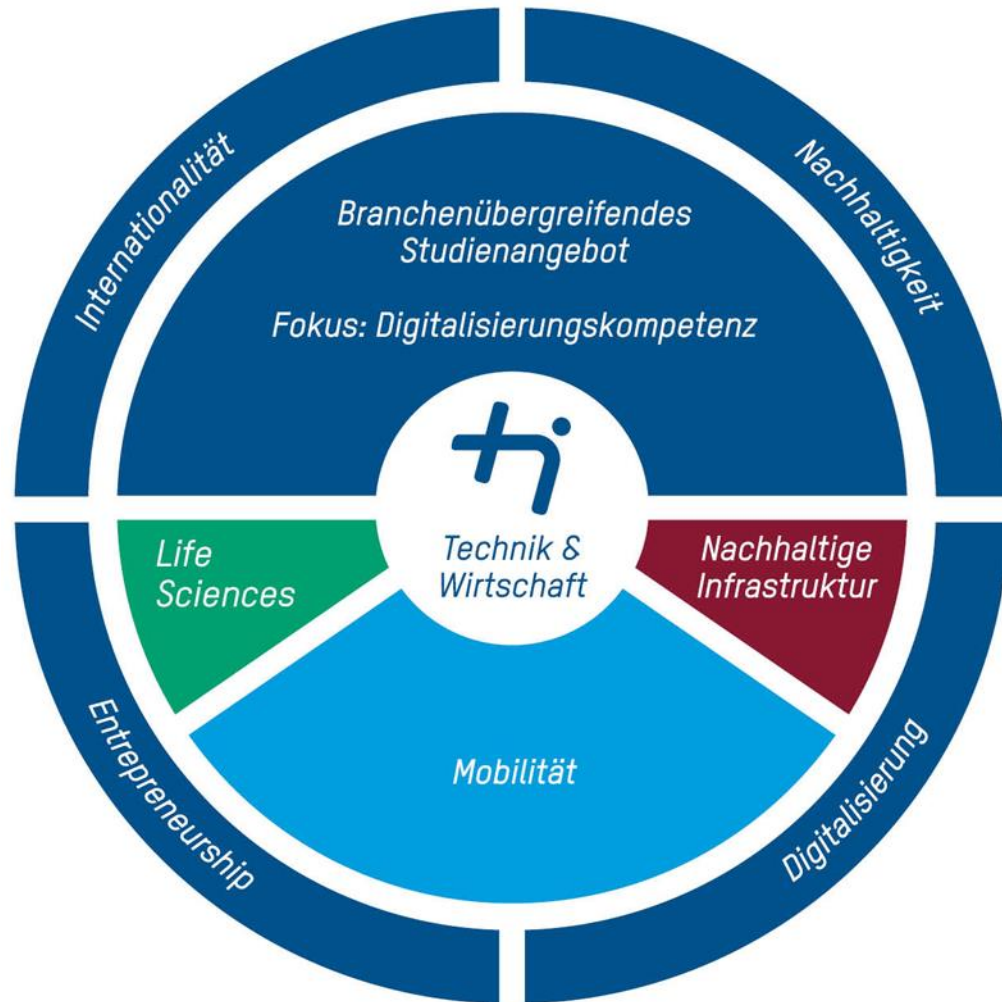 Internationalität
Nachhaltigkeit
Branchenübergreifendes
Studienangebot
Fokus: Digitalisierungskompetenz
Technik &
Wirtschaft
Life
Sciences
Nachhaltige
Infrastruktur
Mobilität
Entrepreneurship
Digitalisierung